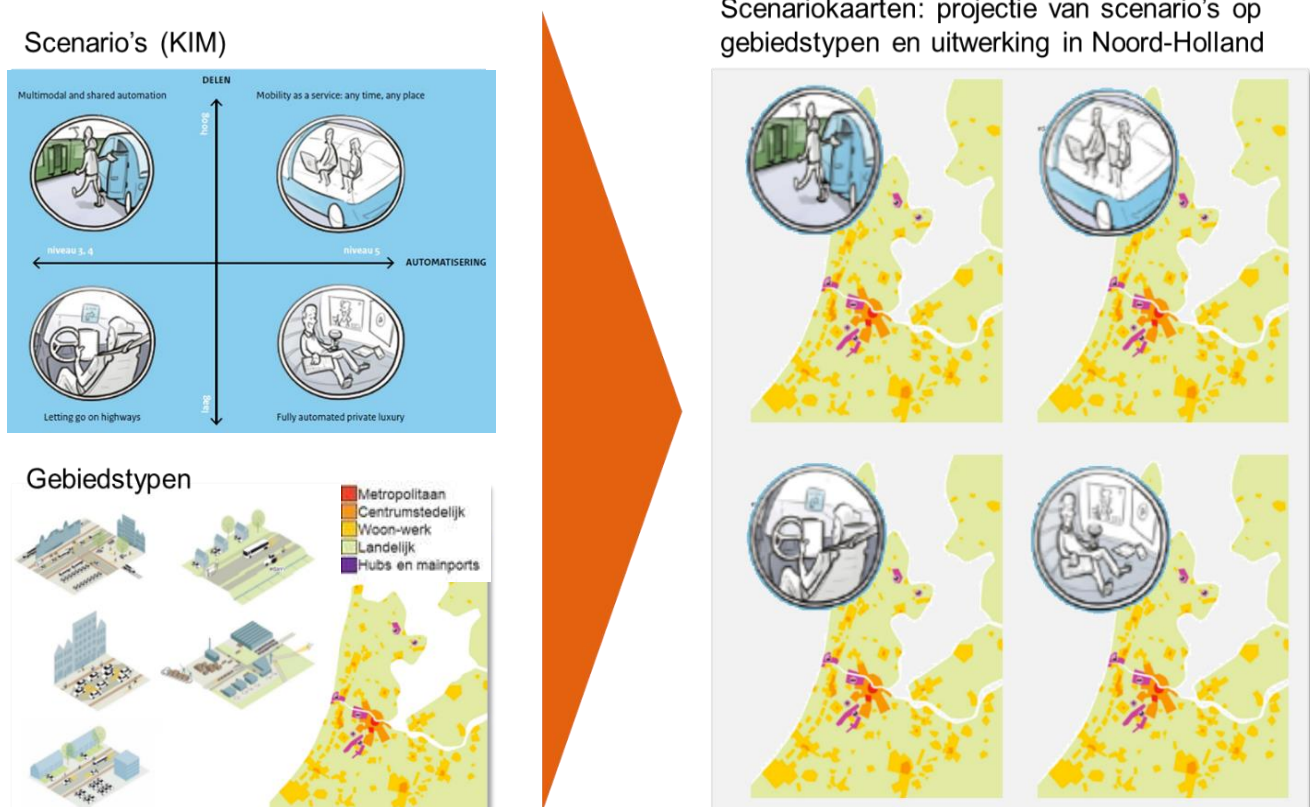 Scenario's (KIM)
DELEN
Multimodal and shared automation
Mobility as a service: any time, any place
hoog
niveau 3, 4
niveau 5
AUTOMATISERING
laag
Letting go on highways
Fully automated private luxury
Gebiedstypen
Metropolitaan
Centrumstedelijk
Woon-werk
Landelijk
Hubs en mainports
Scenariokaarten: projectie van scenario's op
gebiedstypen en uitwerking in Noord-Holland